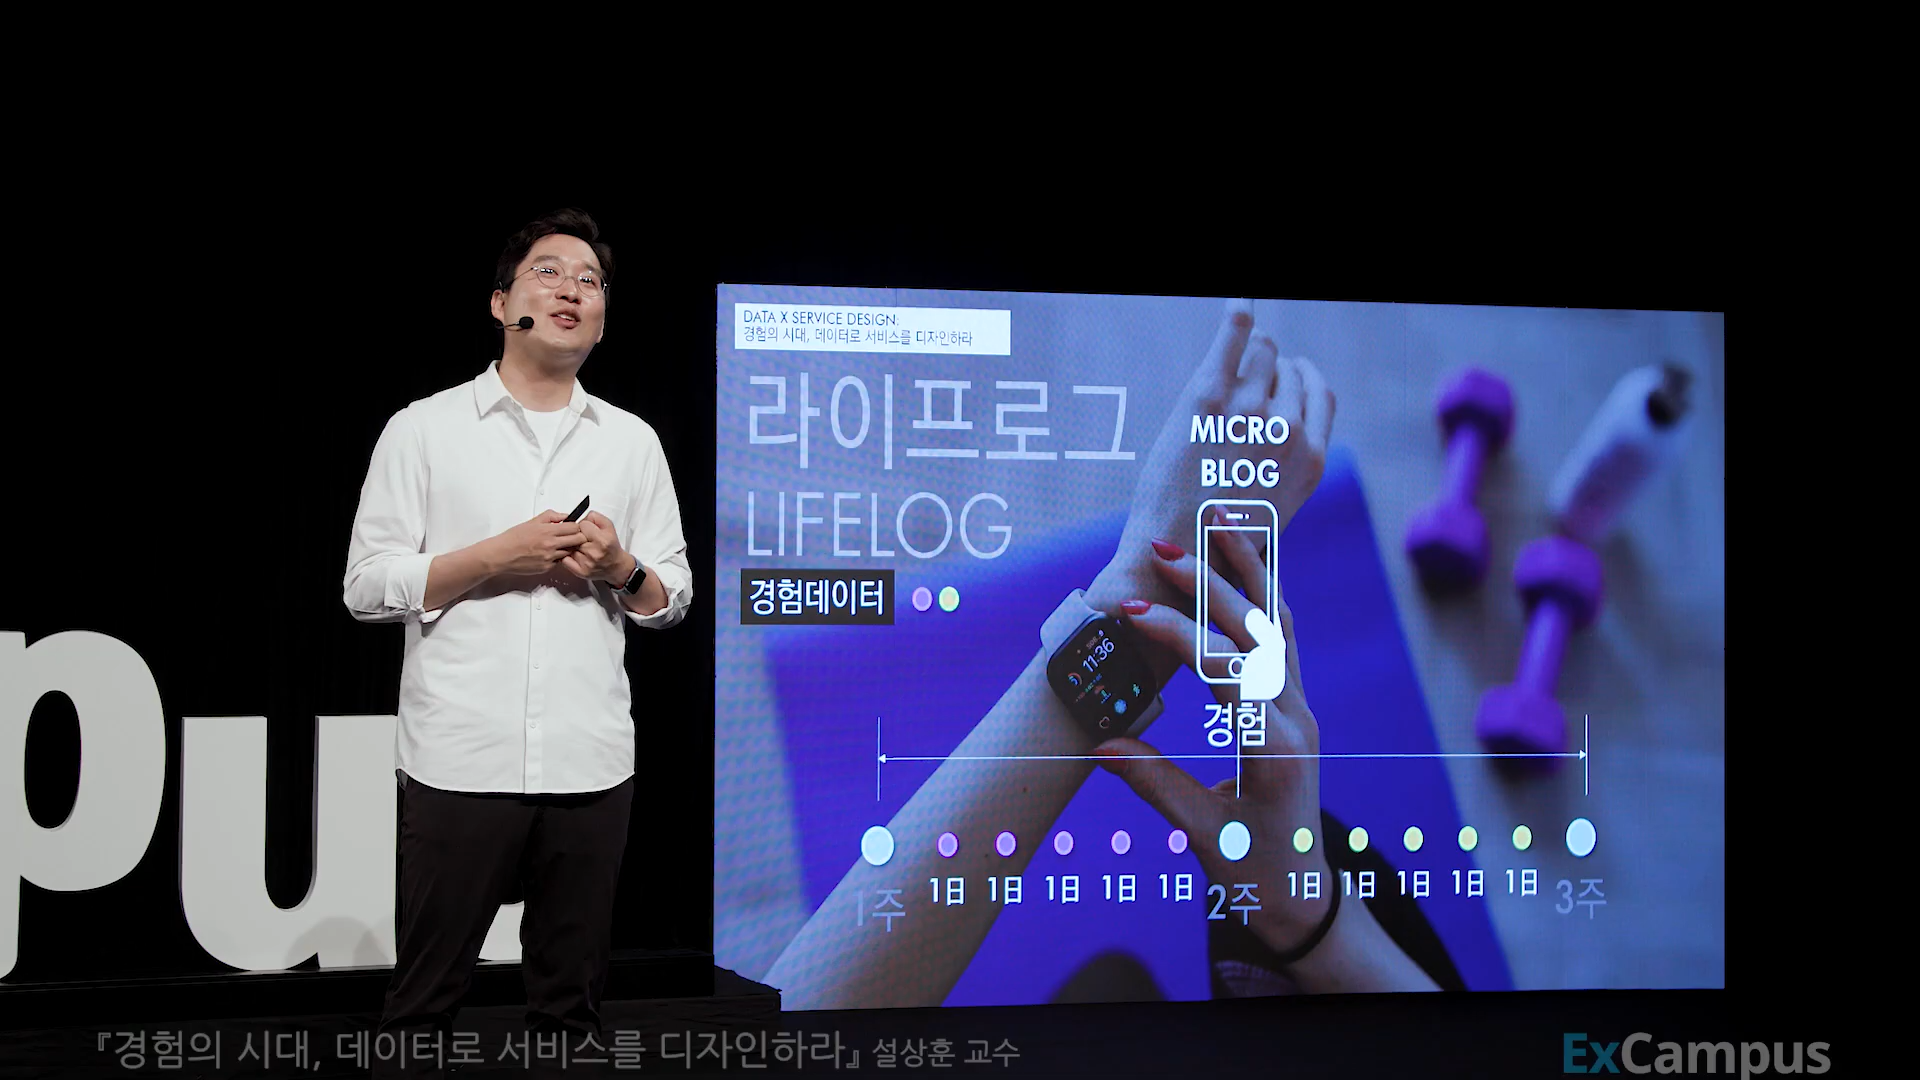 DATA X SERVICE DESIGN:
경험의 시대, 데이터로 서비스를 디자인하라
라이프로그
LIFELOG
경험데이터
MICRO
BLOG
11:36
경험
1日 1日 1日 1日 1日 1日 1日 1日 1日 1日
1주 2주 3주
pu
『경험의 시대, 데이터로 서비스를 디자인하라』 설상훈 교수
ExCampus